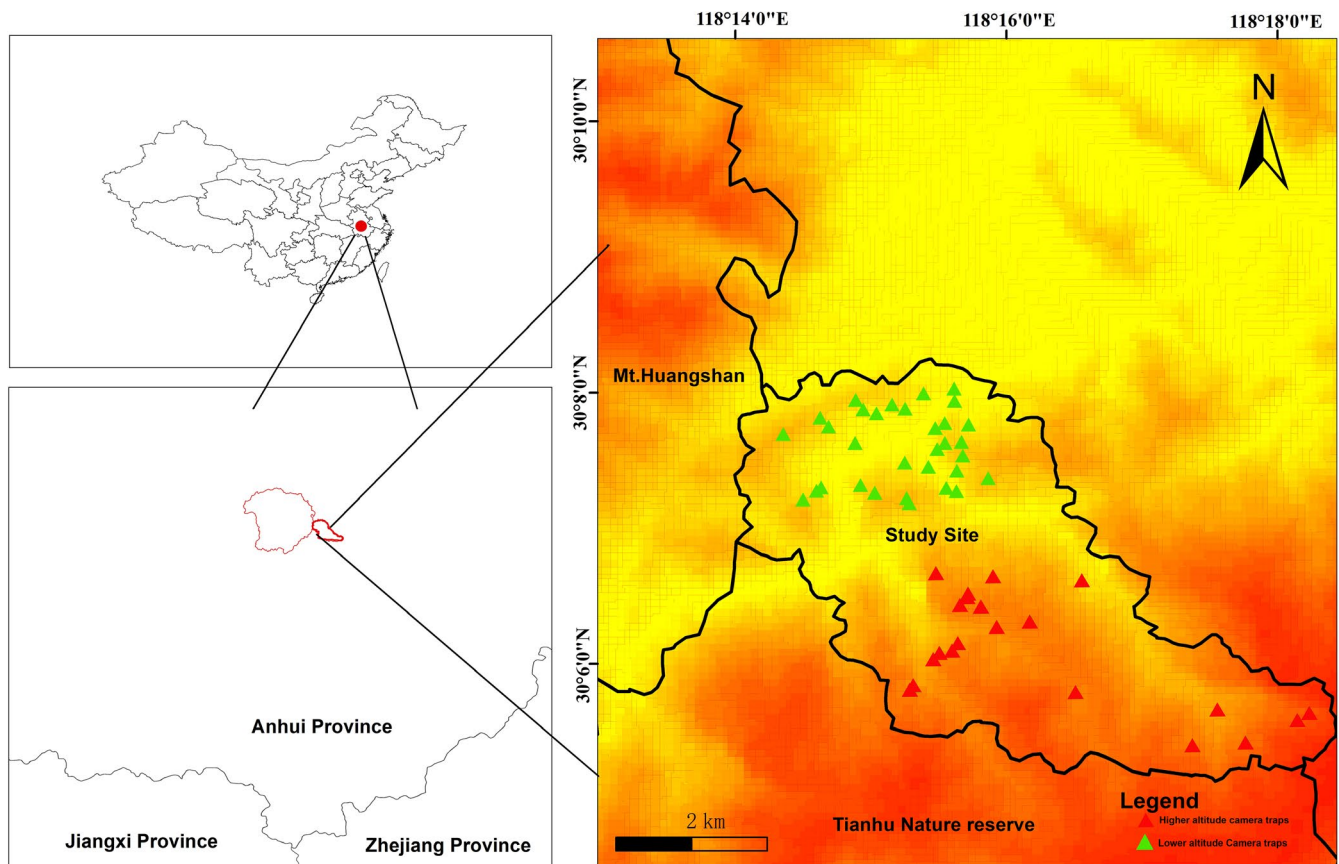 118°14'0"E
118°16'0"E
118°18'0"E
30°10'0"N
30°8'0"N
30°6'0"N
N
Mt.Huangshan
Study Site
Anhui Province
Jiangxi Province
Zhejiang Province
2 km
Tianhu Nature reserve
Legend
Higher altitude camera traps
Lower altitude Camera traps